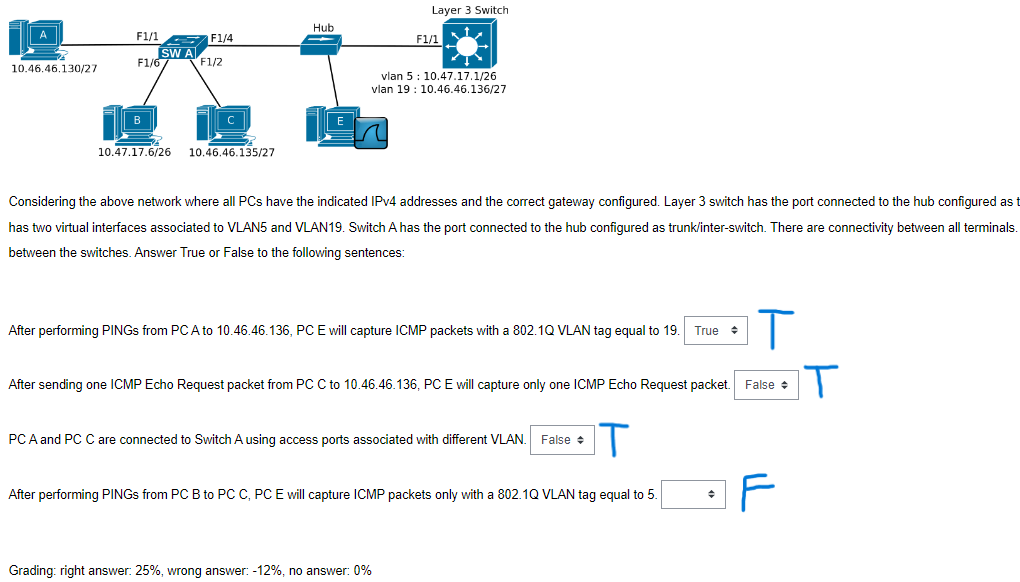 Layer 3 Switch
A
F1/1
F1/4
Hub
F1/1
SW A
10.46.46.130/27
F1/6
F1/2
vlan 5 : 10.47.17.1/26
vlan 19 : 10.46.46.136/27
B
C
E
10.47.17.6/26
10.46.46.135/27
Considering the above network where all PCs have the indicated IPv4 addresses and the correct gateway configured. Layer 3 switch has the port connected to the hub configured as t
has two virtual interfaces associated to VLAN5 and VLAN19. Switch A has the port connected to the hub configured as trunk/inter-switch. There are connectivity between all terminals.
between the switches. Answer True or False to the following sentences:
After performing PINGs from PC A to 10.46.46.136, PC E will capture ICMP packets with a 802.1Q VLAN tag equal to 19. True T
After sending one ICMP Echo Request packet from PC C to 10.46.46.136, PC E will capture only one ICMP Echo Request packet. False T
PC A and PC C are connected to Switch A using access ports associated with different VLAN. False T
After performing PINGs from PC B to PC C, PC E will capture ICMP packets only with a 802.1Q VLAN tag equal to 5. F
Grading: right answer: 25%, wrong answer: -12%, no answer: 0%